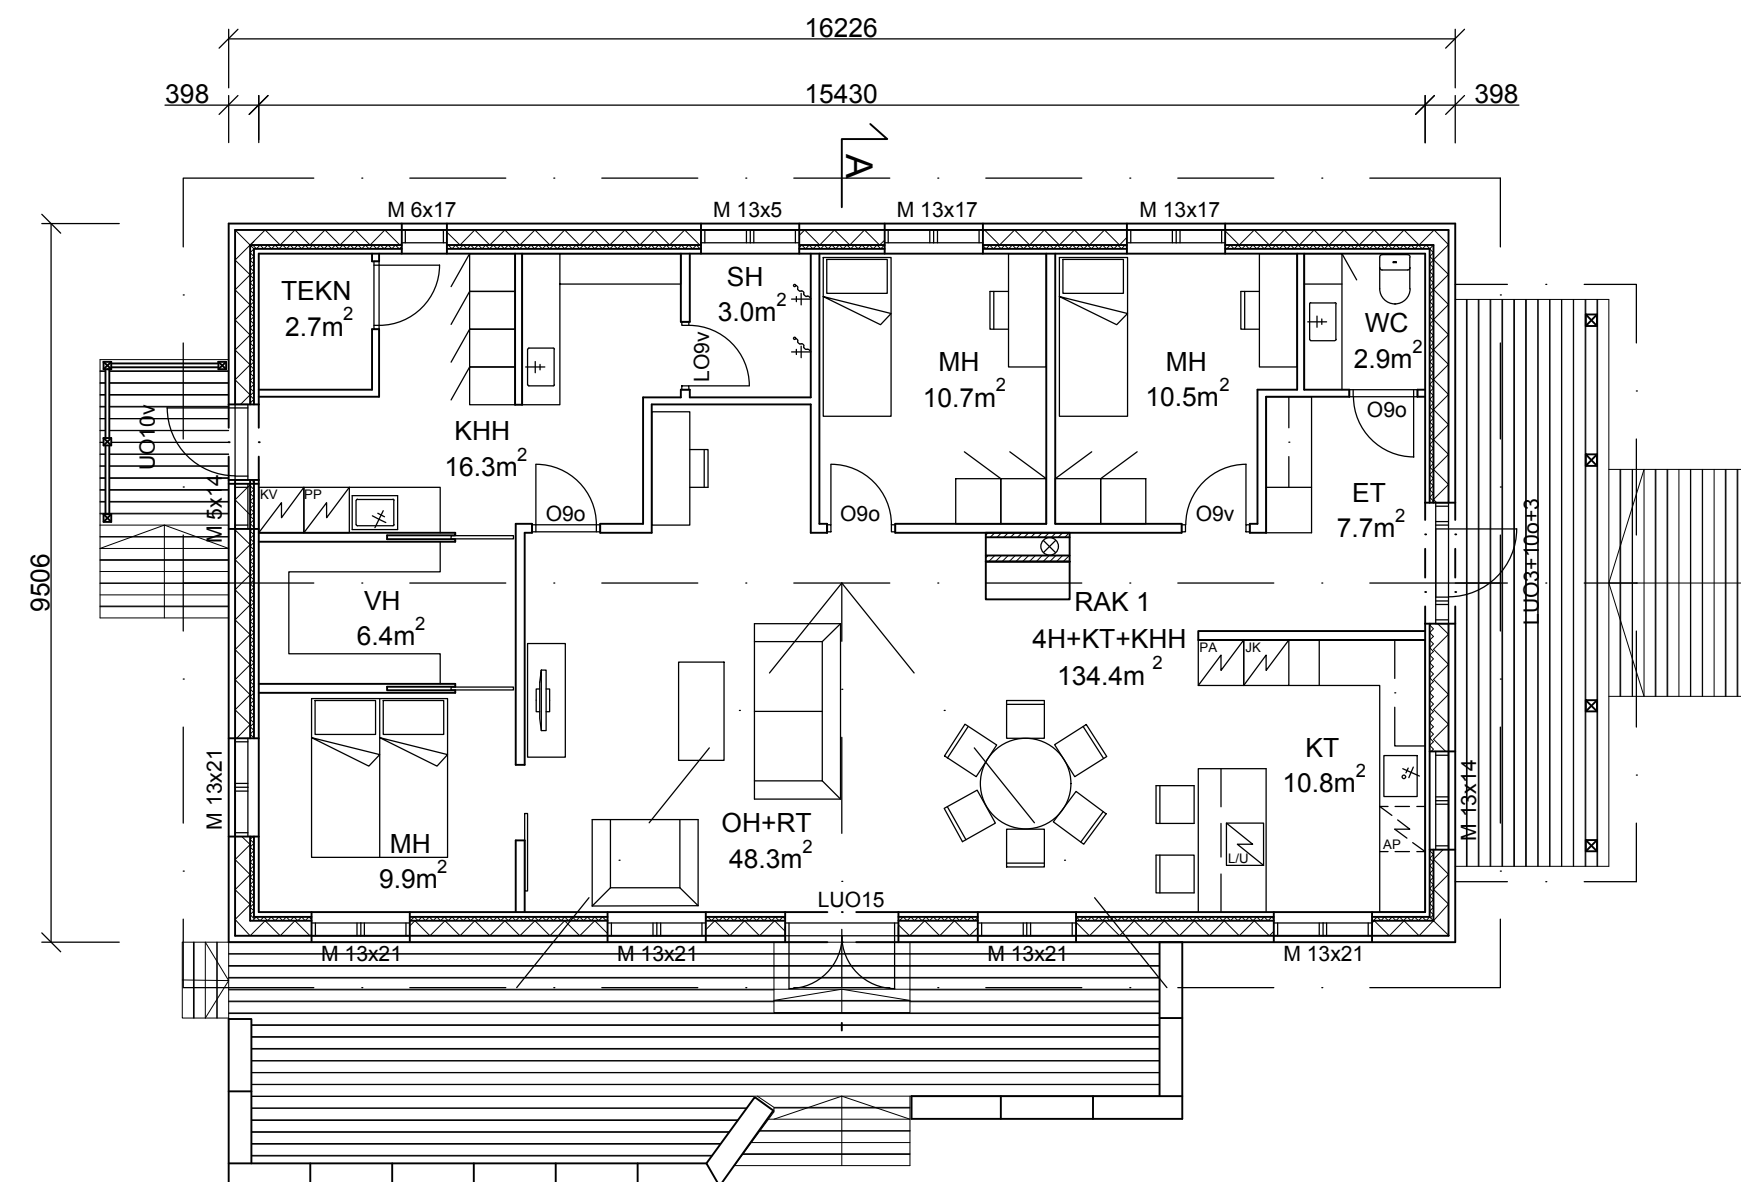 16226
398
15430
398
A
M 6x17
M 13x5
M 13x17
M 13x17
TEKN
2.7m²
SH
3.0m²
WC
2.9m²
LO9v
MH
10.7m²
MH
10.5m²
O9o
UO10v
KHH
16.3m²
KV
PP
M 5x14
O9o
O9o
O9v
ET
7.7m²
LUO3+10o+3
9506
VH
6.4m²
RAK 1
4H+KT+KHH
134.4m²
PA
JK
M 13x21
KT
10.8m²
M 13x14
OH+RT
48.3m²
MH
9.9m²
L/U
AP
LUO15
M 13x21
M 13x21
M 13x21
M 13x21